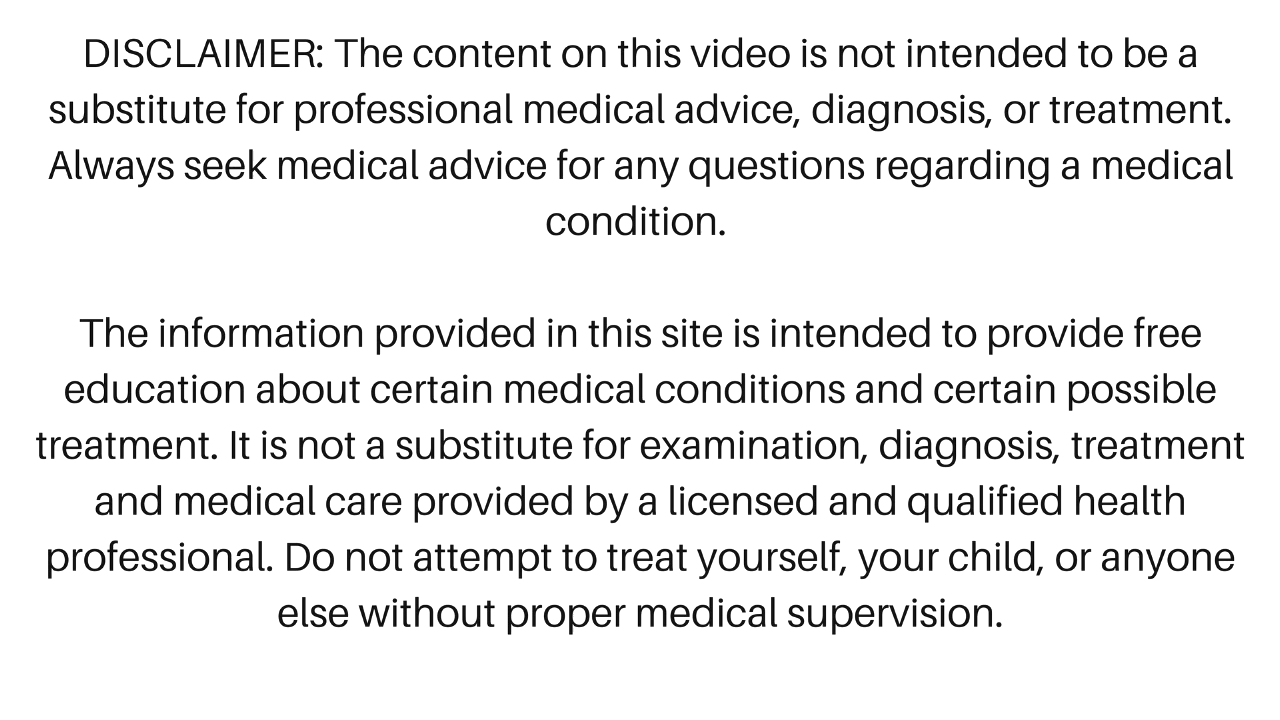 DISCLAIMER: The content on this video is not intended to be a
substitute for professional medical advice, diagnosis, or treatment.
Always seek medical advice for any questions regarding a medical
condition.
The information provided in this site is intended to provide free
education about certain medical conditions and certain possible
treatment. It is not a substitute for examination, diagnosis, treatment
and medical care provided by a licensed and qualified health
professional. Do not attempt to treat yourself, your child, or anyone
else without proper medical supervision.